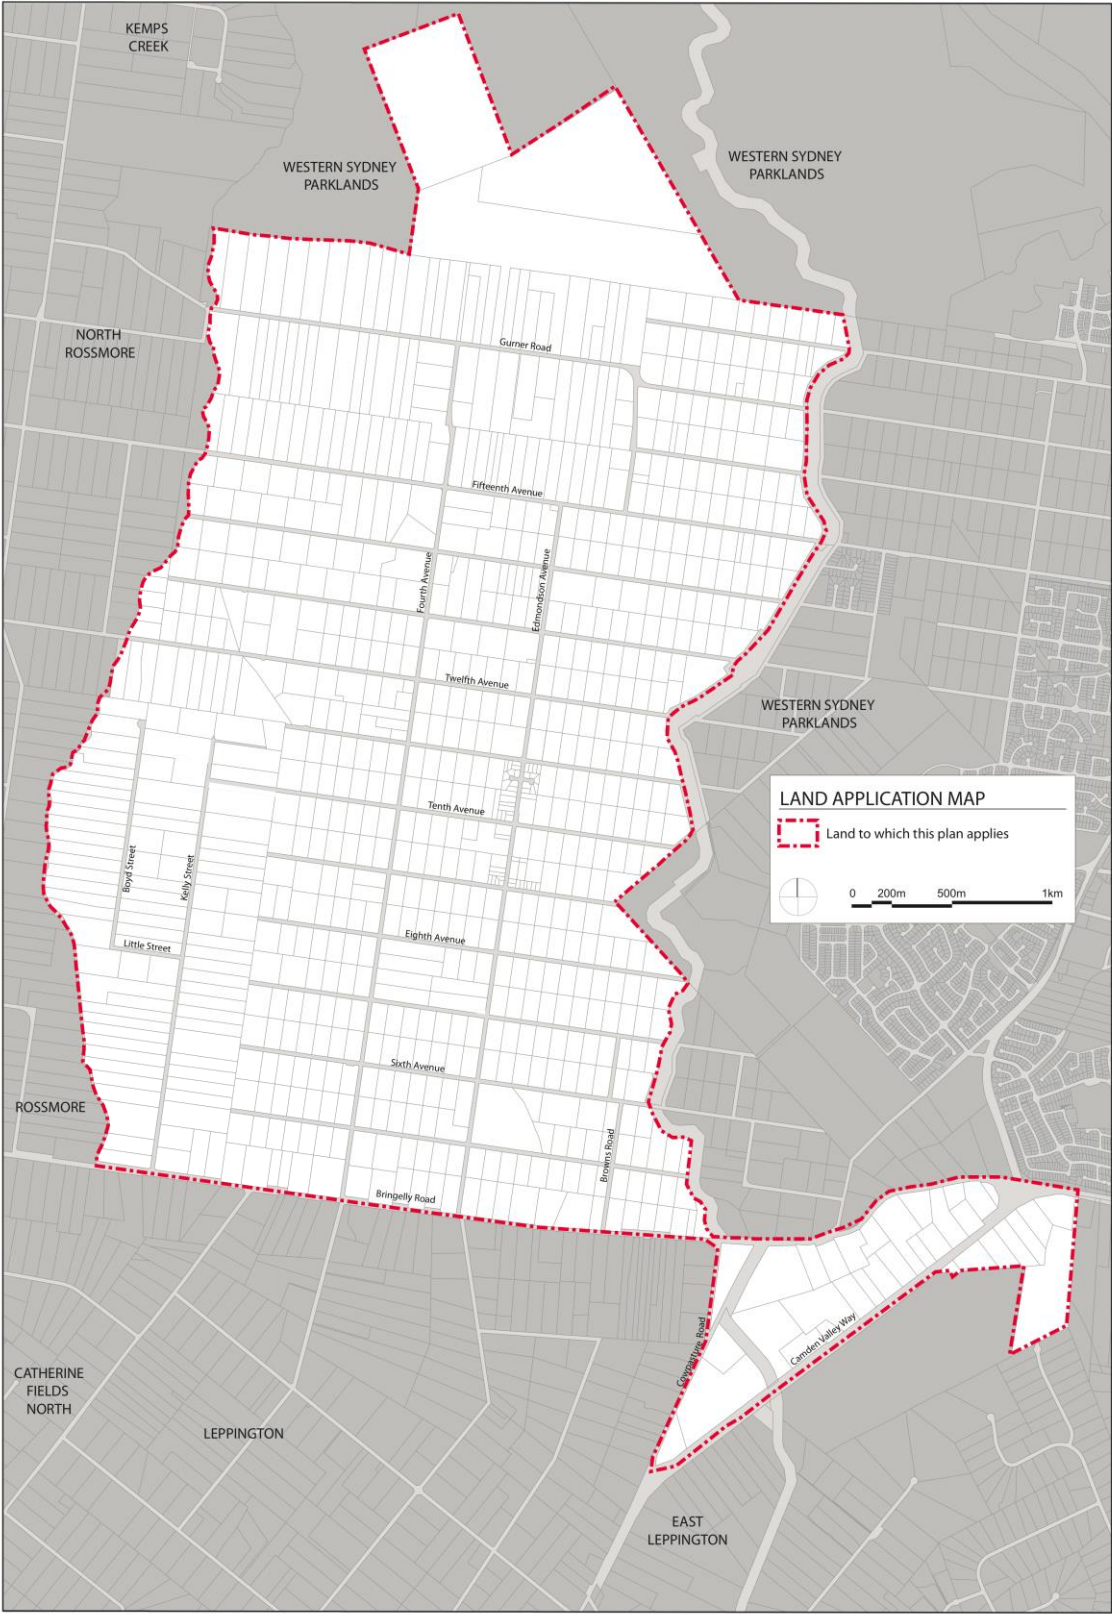 KEMPS
CREEK
WESTERN SYDNEY
PARKLANDS
WESTERN SYDNEY
PARKLANDS
NORTH
ROSSMORE
Gurner Road
Fifteenth Avenue
Fourth Avenue
Edmondson Avenue
Twelfth Avenue
WESTERN SYDNEY
PARKLANDS
LAND APPLICATION MAP
Land to which this plan applies
0 200m 500m 1km
Tenth Avenue
Boyd Street
Kelly Street
Little Street
Eighth Avenue
Sixth Avenue
ROSSMORE
Browns Road
Bringelly Road
Cowpasture Road
Camden Valley Way
CATHERINE
FIELDS
NORTH
LEPPINGTON
EAST
LEPPINGTON